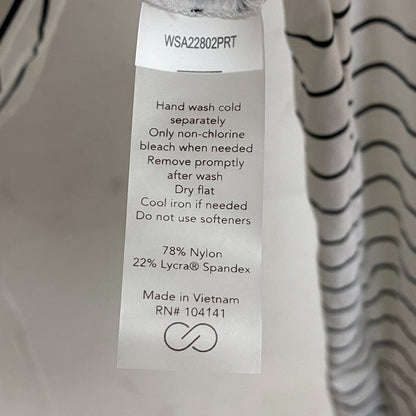 WSA22802PRT
Hand wash cold
separately
Only non-chlorine
bleach when needed
Remove promptly
after wash
Dry flat
Cool iron if needed
Do not use softeners
78% Nylon
22% Lycra® Spandex
Made in Vietnam
RN# 104141